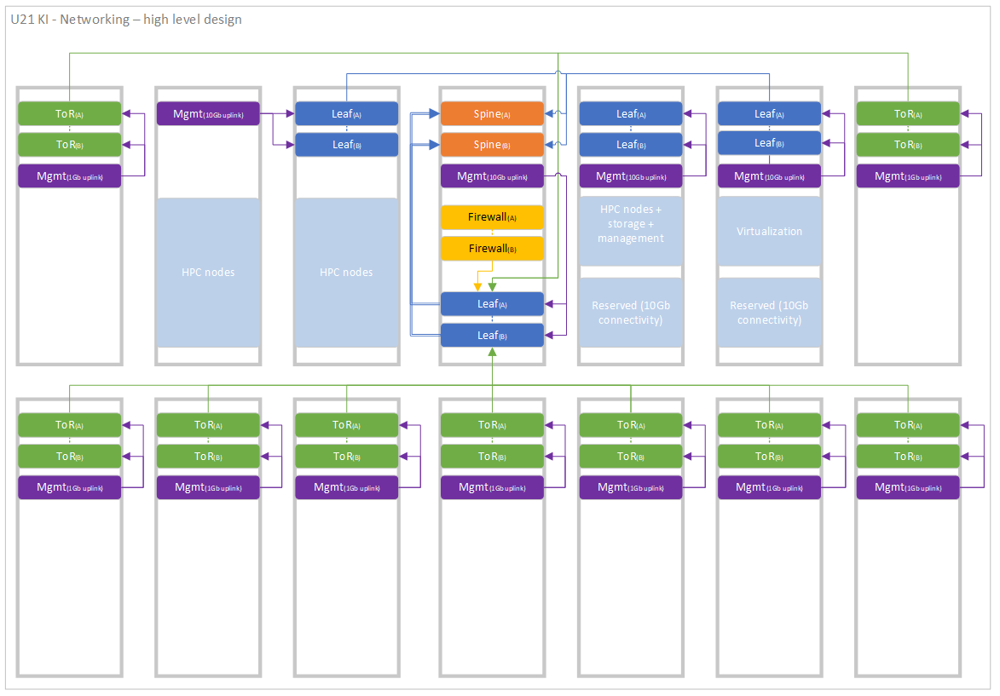 U21 KI - Networking – high level design
ToR(A)
ToR(B)
Mgmt(1Gb uplink)
Mgmt(10Gb uplink)
HPC nodes
Leaf(A)
Leaf(B)
HPC nodes
Spine(A)
Spine(B)
Mgmt(10Gb uplink)
Firewall(A)
Firewall(B)
Leaf(A)
Leaf(B)
Leaf(A)
Leaf(B)
Mgmt(10Gb uplink)
HPC nodes +
storage +
management
Reserved (10Gb
connectivity)
Leaf(A)
Leaf(B)
Mgmt(10Gb uplink)
Virtualization
Reserved (10Gb
connectivity)
ToR(A)
ToR(B)
Mgmt(1Gb uplink)
ToR(A)
ToR(B)
Mgmt(1Gb uplink)
ToR(A)
ToR(B)
Mgmt(1Gb uplink)
ToR(A)
ToR(B)
Mgmt(1Gb uplink)
ToR(A)
ToR(B)
Mgmt(1Gb uplink)
ToR(A)
ToR(B)
Mgmt(1Gb uplink)
ToR(A)
ToR(B)
Mgmt(1Gb uplink)
ToR(A)
ToR(B)
Mgmt(1Gb uplink)